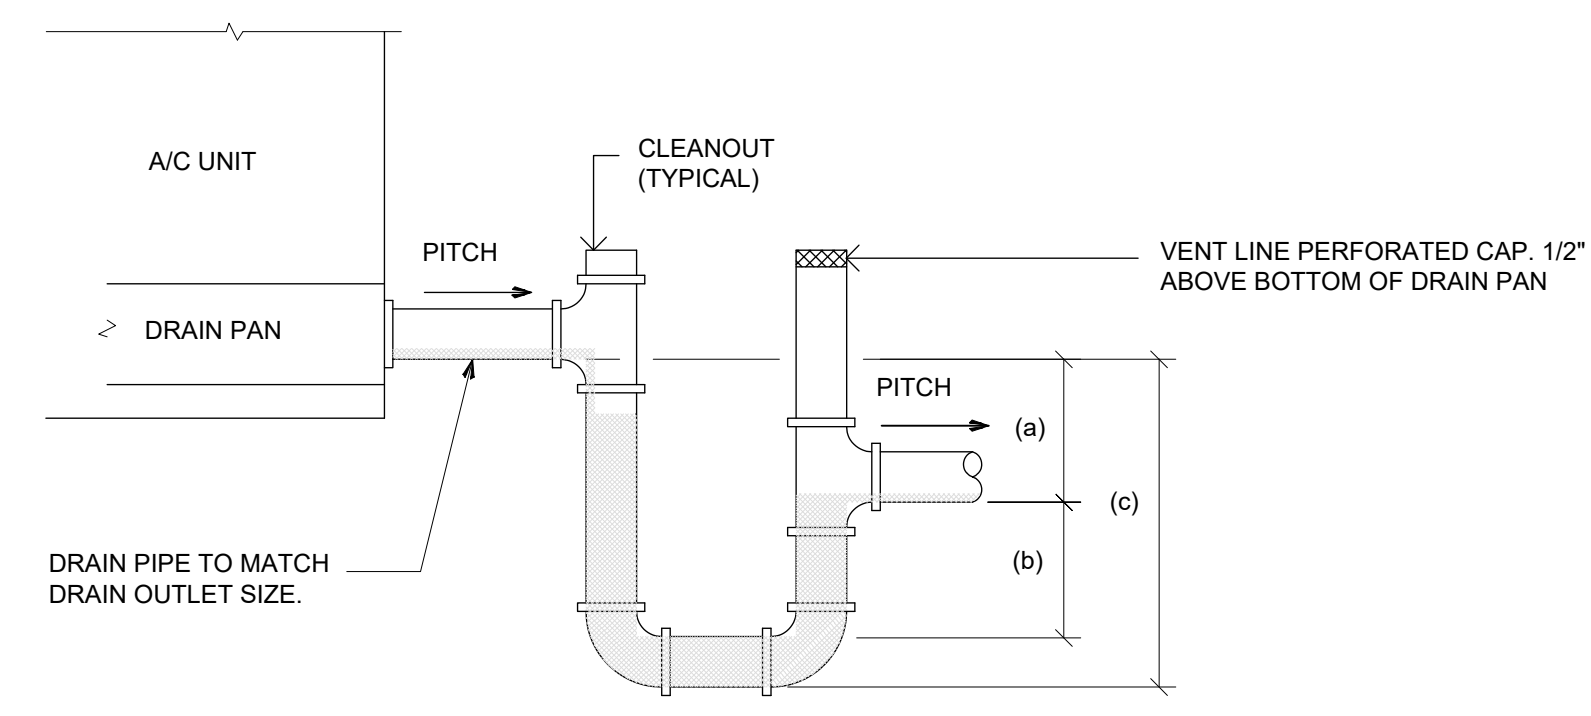 A/C UNIT
CLEANOUT
(TYPICAL)
PITCH
VENT LINE PERFORATED CAP. 1/2"
ABOVE BOTTOM OF DRAIN PAN
DRAIN PAN
PITCH
(a)
(c)
(b)
DRAIN PIPE TO MATCH
DRAIN OUTLET SIZE.